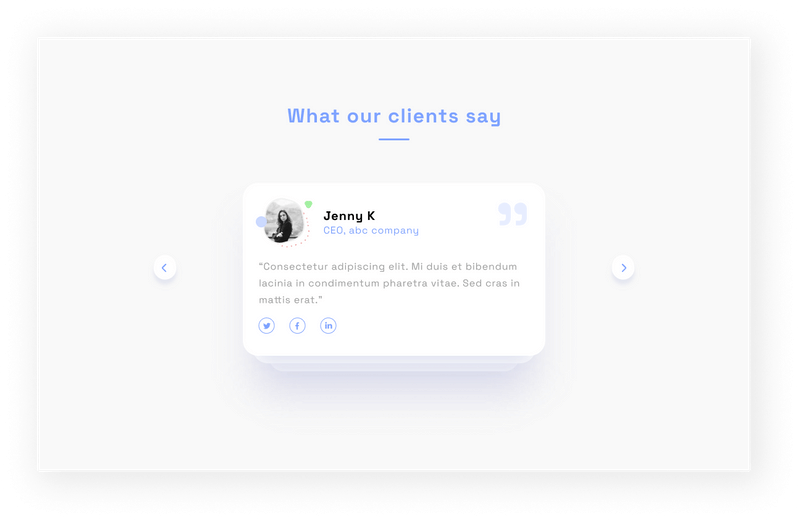 What our clients say
Jenny K
CEO, abc company
“Consectetur adipiscing elit. Mi duis et bibendum
lacinia in condimentum pharetra vitae. Sed cras in
mattis erat.”